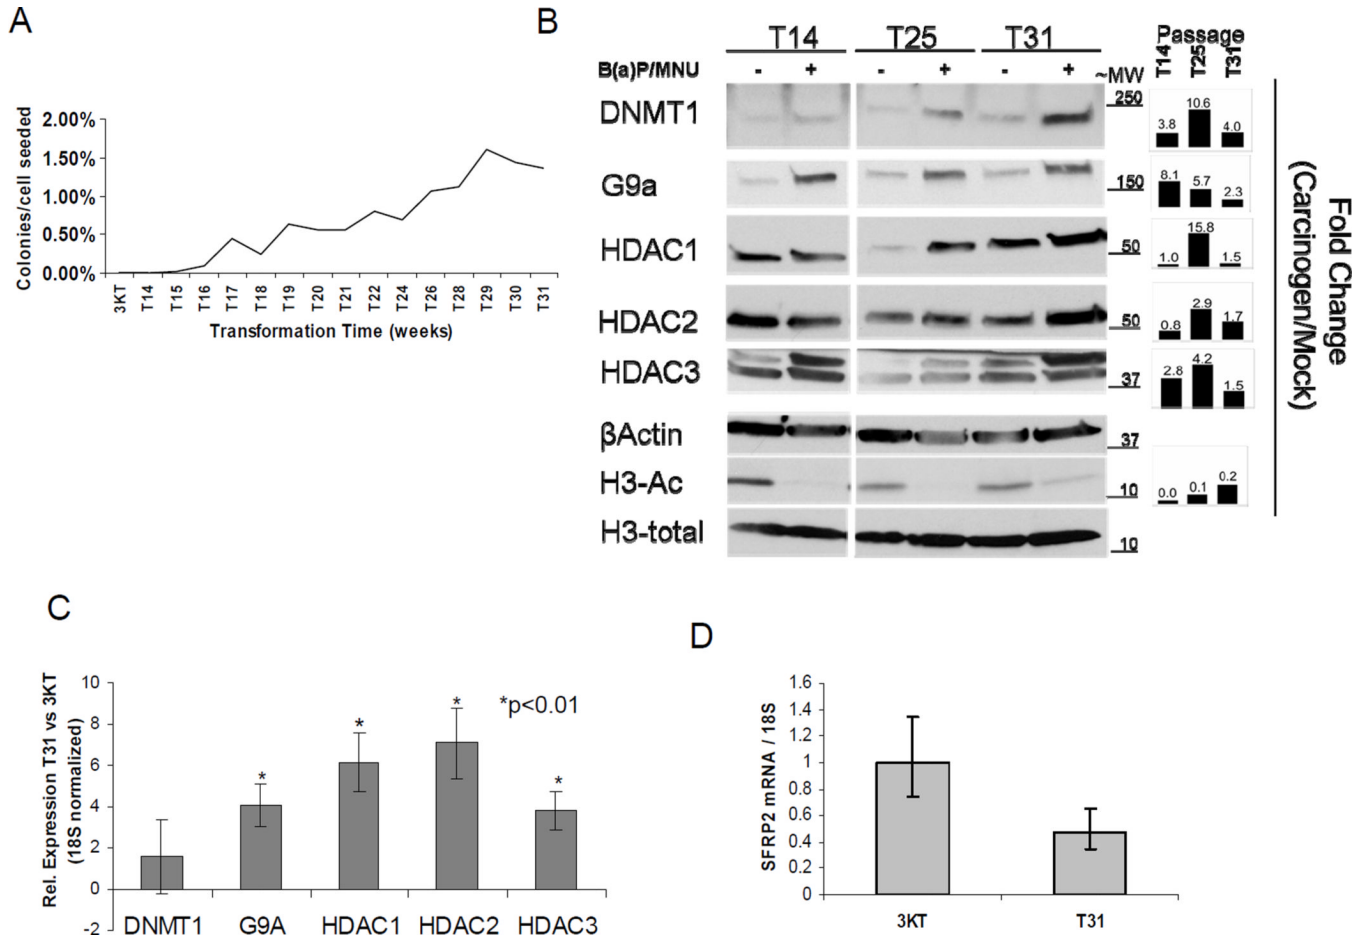 A
Colonies/cell seeded
2.00%
1.50%
1.00%
0.50%
0.00%
3KT T14 T15 T16 T17 T18 T19 T20 T21 T22 T24 T26 T28 T29 T30 T31
Transformation Time (weeks)
B
T14 T25 T31 Passage
B(a)P/MNU - + - + - + ~MW T14 T25 T31
DNMT1 250 3.8 10.6 4.0
G9a 150 8.1 5.7 2.3
HDAC1 50 1.0 15.8 1.5
HDAC2 50 0.8 2.9 1.7
HDAC3 37 2.8 4.2 1.5
βActin 37
H3-Ac 10 0.0 0.1 0.2
H3-total 10
Fold Change
(Carcinogen/Mock)
C
Rel. Expression T31 vs 3KT
(18S normalized)
10
8
6
4
2
0
-2
* * * *
*p<0.01
DNMT1 G9A HDAC1 HDAC2 HDAC3
D
SFRP2 mRNA / 18S
1.6
1.4
1.2
1
0.8
0.6
0.4
0.2
0
3KT T31